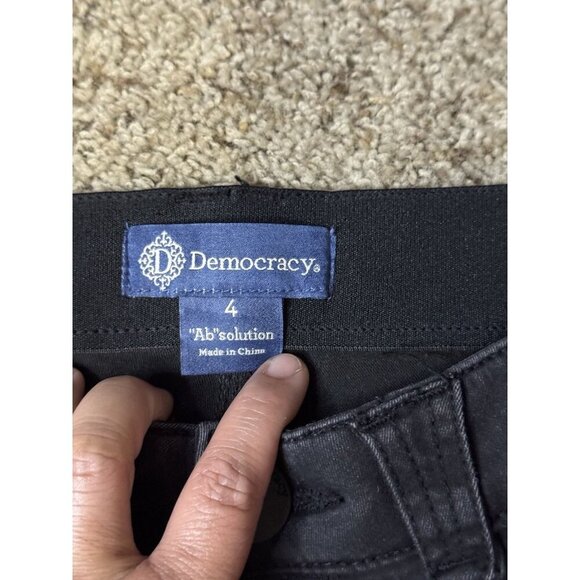 D Democracy®
4
"Ab"solution
Made in China